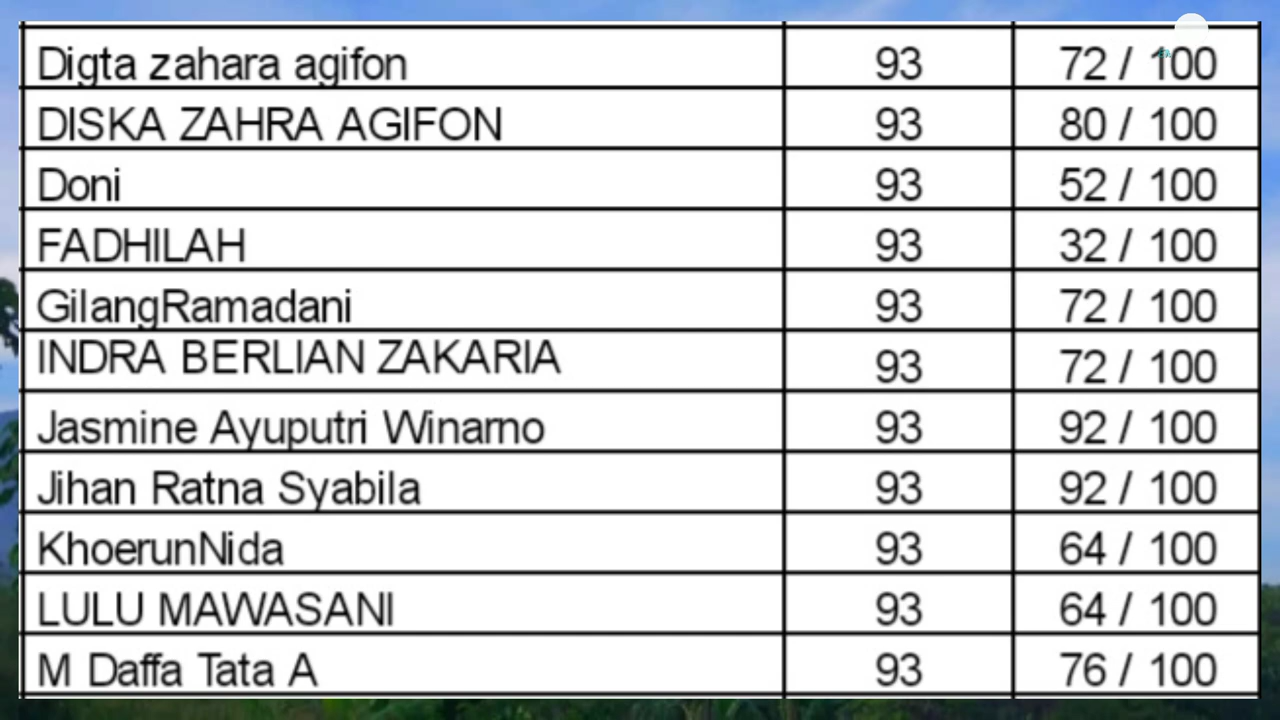 Digta zahara agifon 93 72 / 100
DISKA ZAHRA AGIFON 93 80 / 100
Doni 93 52 / 100
FADHILAH 93 32 / 100
GilangRamadani 93 72 / 100
INDRA BERLIAN ZAKARIA 93 72 / 100
Jasmine Ayuputri Winarno 93 92 / 100
Jihan Ratna Syabila 93 92 / 100
KhoerunNida 93 64 / 100
LULU MAWASANI 93 64 / 100
M Daffa Tata A 93 76 / 100